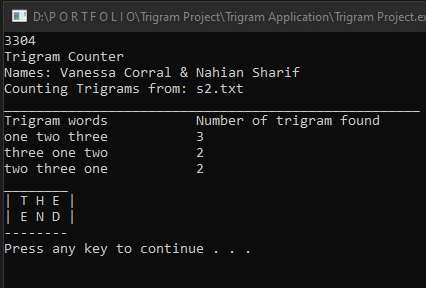 D:\P O R T F O L I O\Trigram Project\Trigram Application\Trigram Project.ex
3304
Trigram Counter
Names: Vanessa Corral & Nahian Sharif
Counting Trigrams from: s2.txt
____________________________________________________
Trigram words Number of trigram found
one two three 3
three one two 2
two three one 2
________
| T H E |
| E N D |
--------
Press any key to continue . . .